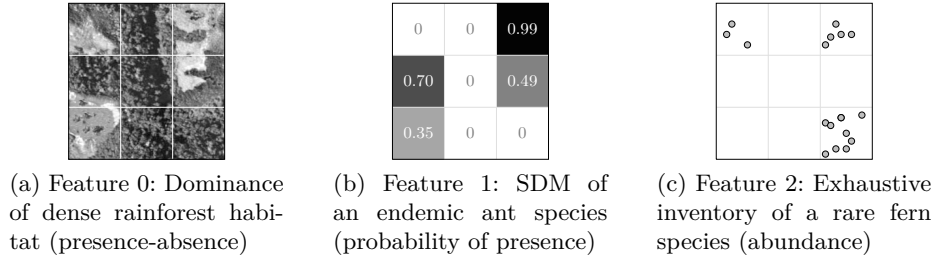 0 0 0.99
0.70 0 0.49
0.35 0 0
(a) Feature 0: Dominance
of dense rainforest habi-
tat (presence-absence)
(b) Feature 1: SDM of
an endemic ant species
(probability of presence)
(c) Feature 2: Exhaustive
inventory of a rare fern
species (abundance)